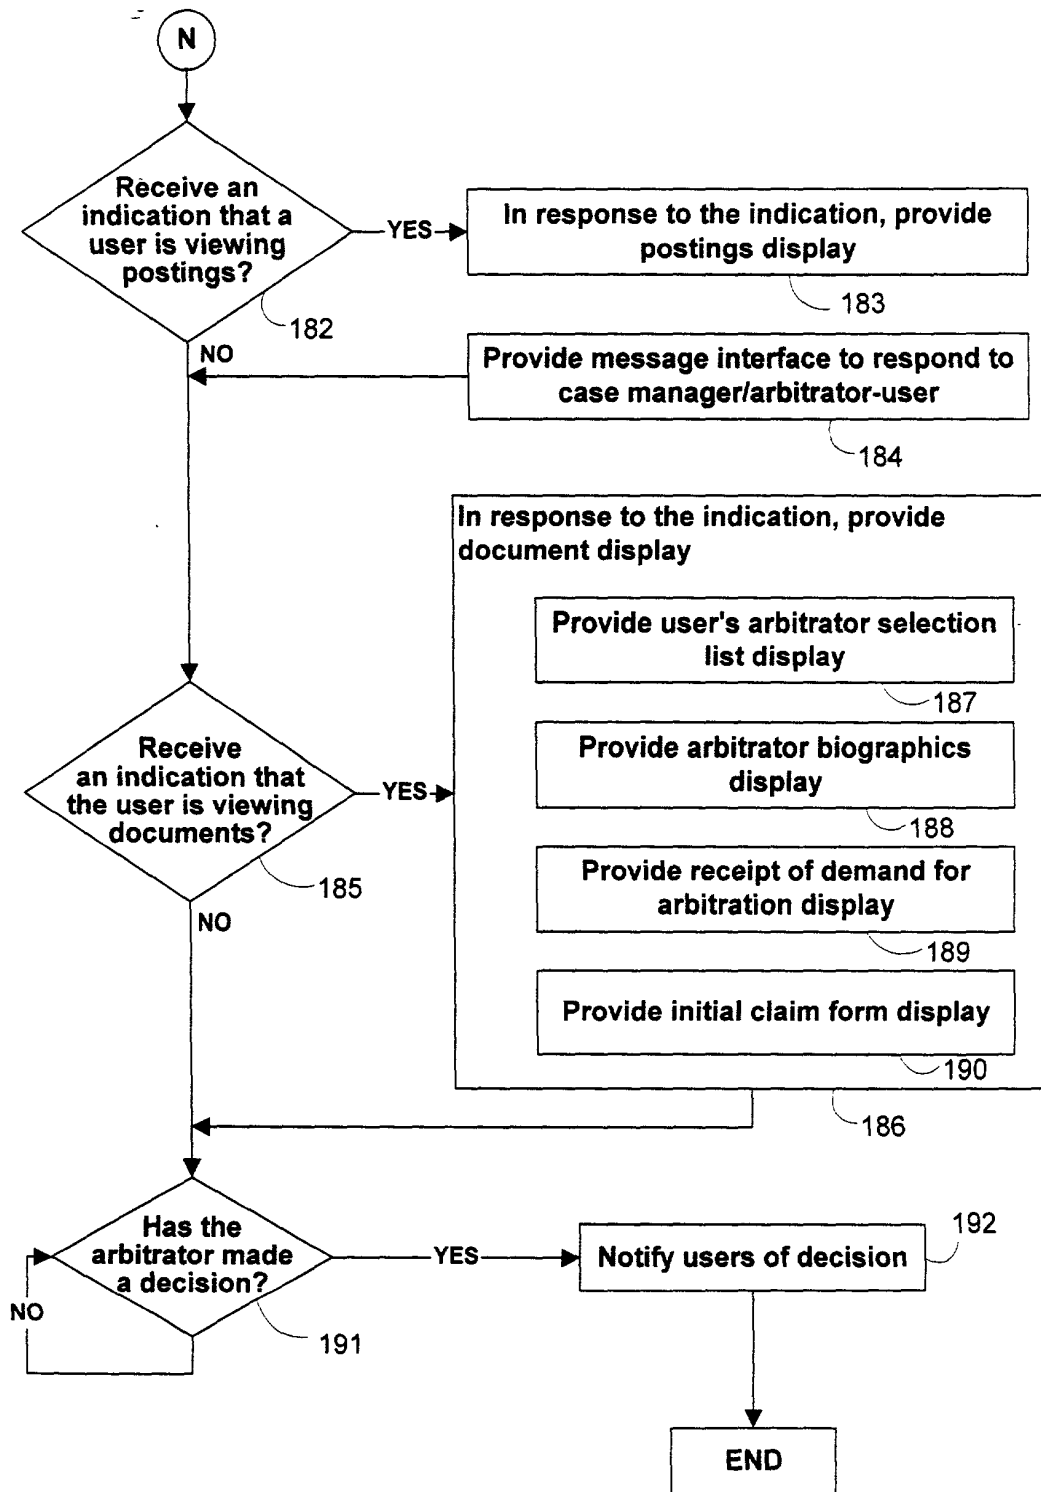 N
Receive an
indication that a
user is viewing
postings?
182
YES
In response to the indication, provide
postings display
183
NO
Provide message interface to respond to
case manager/arbitrator-user
184
In response to the indication, provide
document display
Provide user's arbitrator selection
list display
187
Provide arbitrator biographics
display
188
Receive
an indication that
the user is viewing
documents?
185
YES
Provide receipt of demand for
arbitration display
189
NO
Provide initial claim form display
190
186
Has the
arbitrator made
a decision?
191
NO
YES
Notify users of decision
192
END